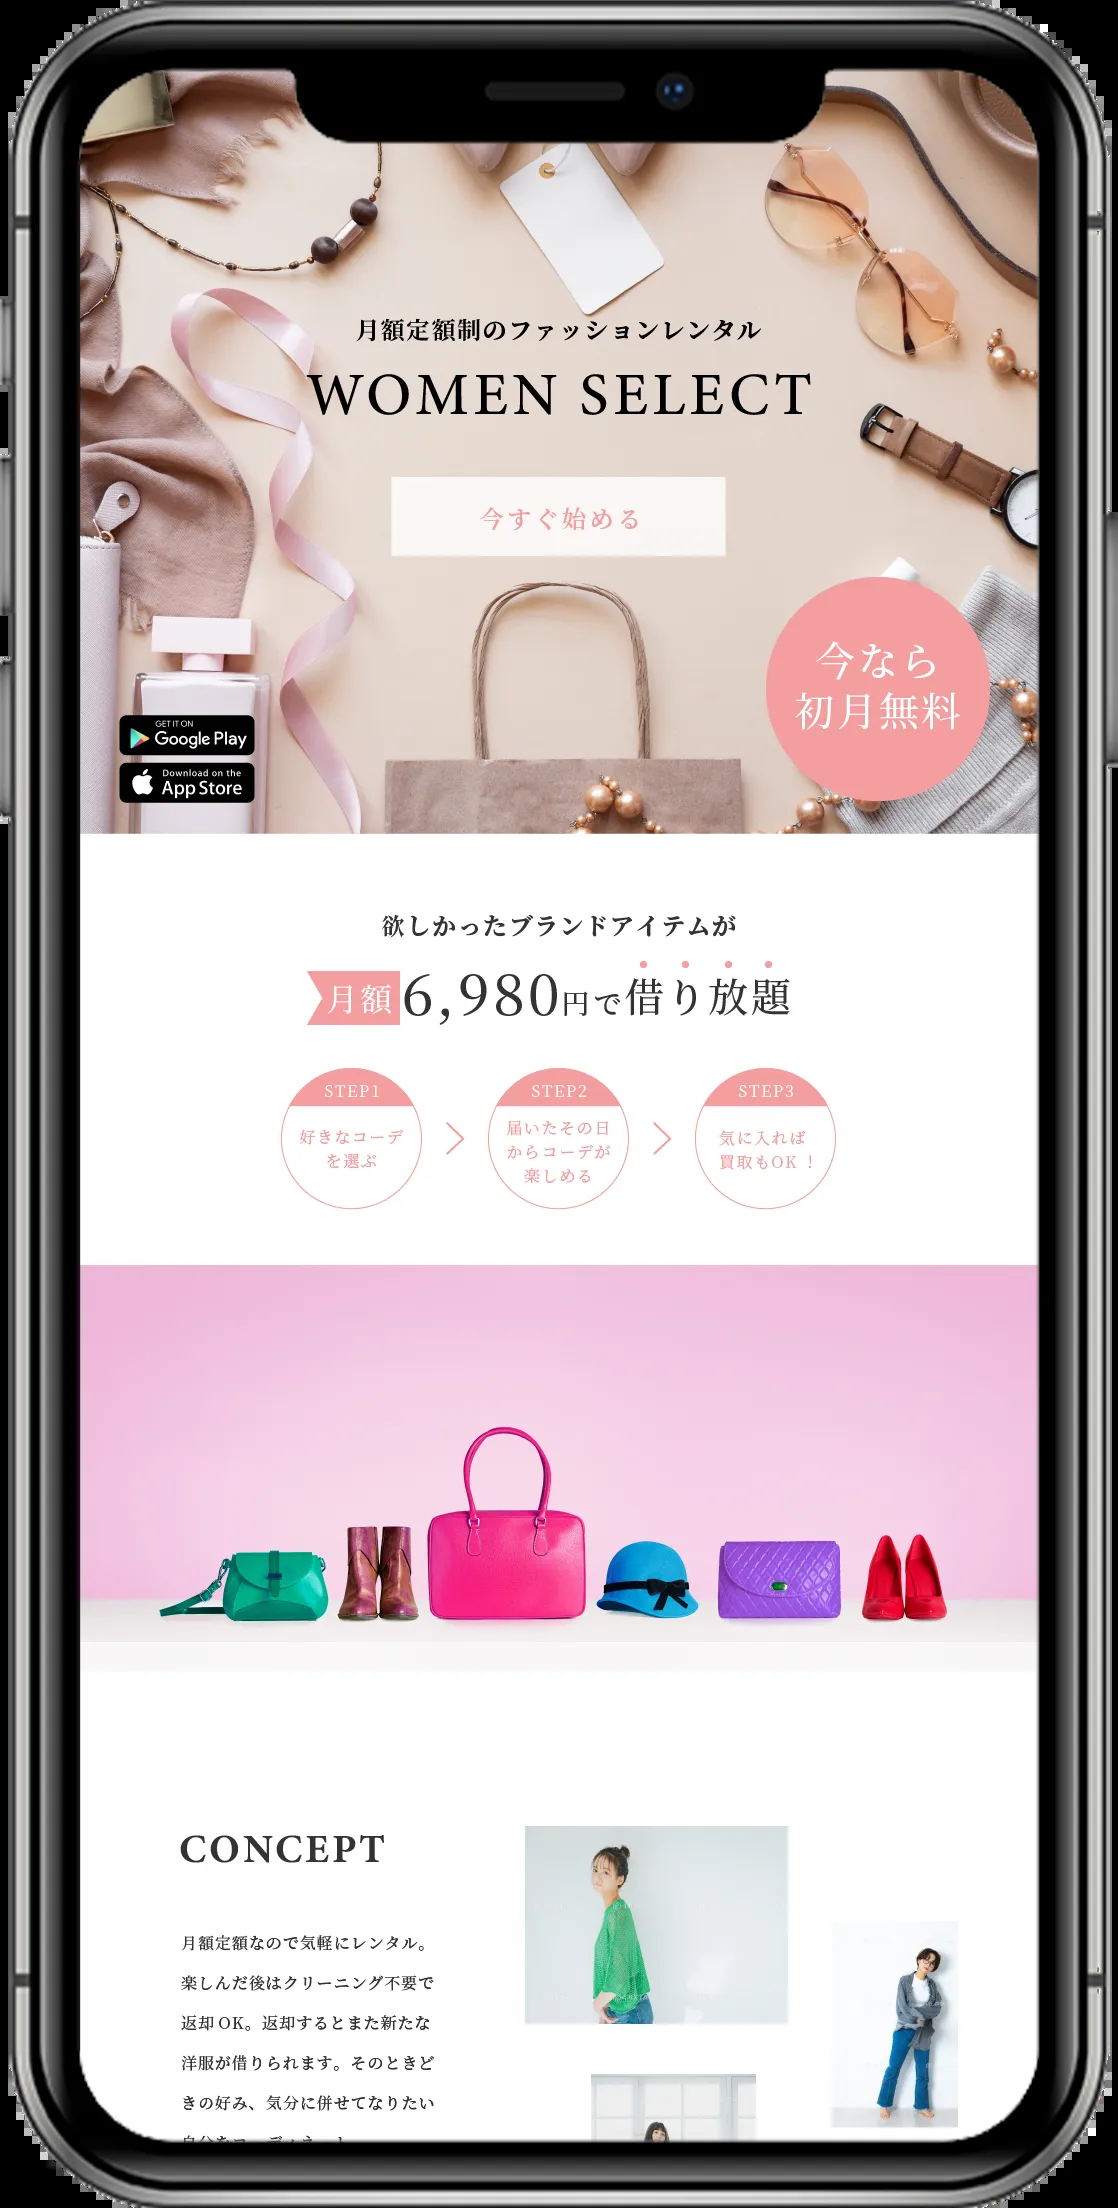 月額定額制のファッションレンタル
WOMEN SELECT
今すぐ始める
今なら
初月無料
GET IT ON
Google Play
Download on the
App Store
欲しかったブランドアイテムが
月額6,980円で借り放題
STEP1
好きなコーデ
を選ぶ
STEP2
届いたその日
からコーデが
楽しめる
STEP3
気に入れば
買取もOK！
CONCEPT
月額定額なので気軽にレンタル。
楽しんだ後はクリーニング不要で
返却OK。返却するとまた新たな
洋服が借りられます。そのときど
きの好み、気分に併せてなりたい